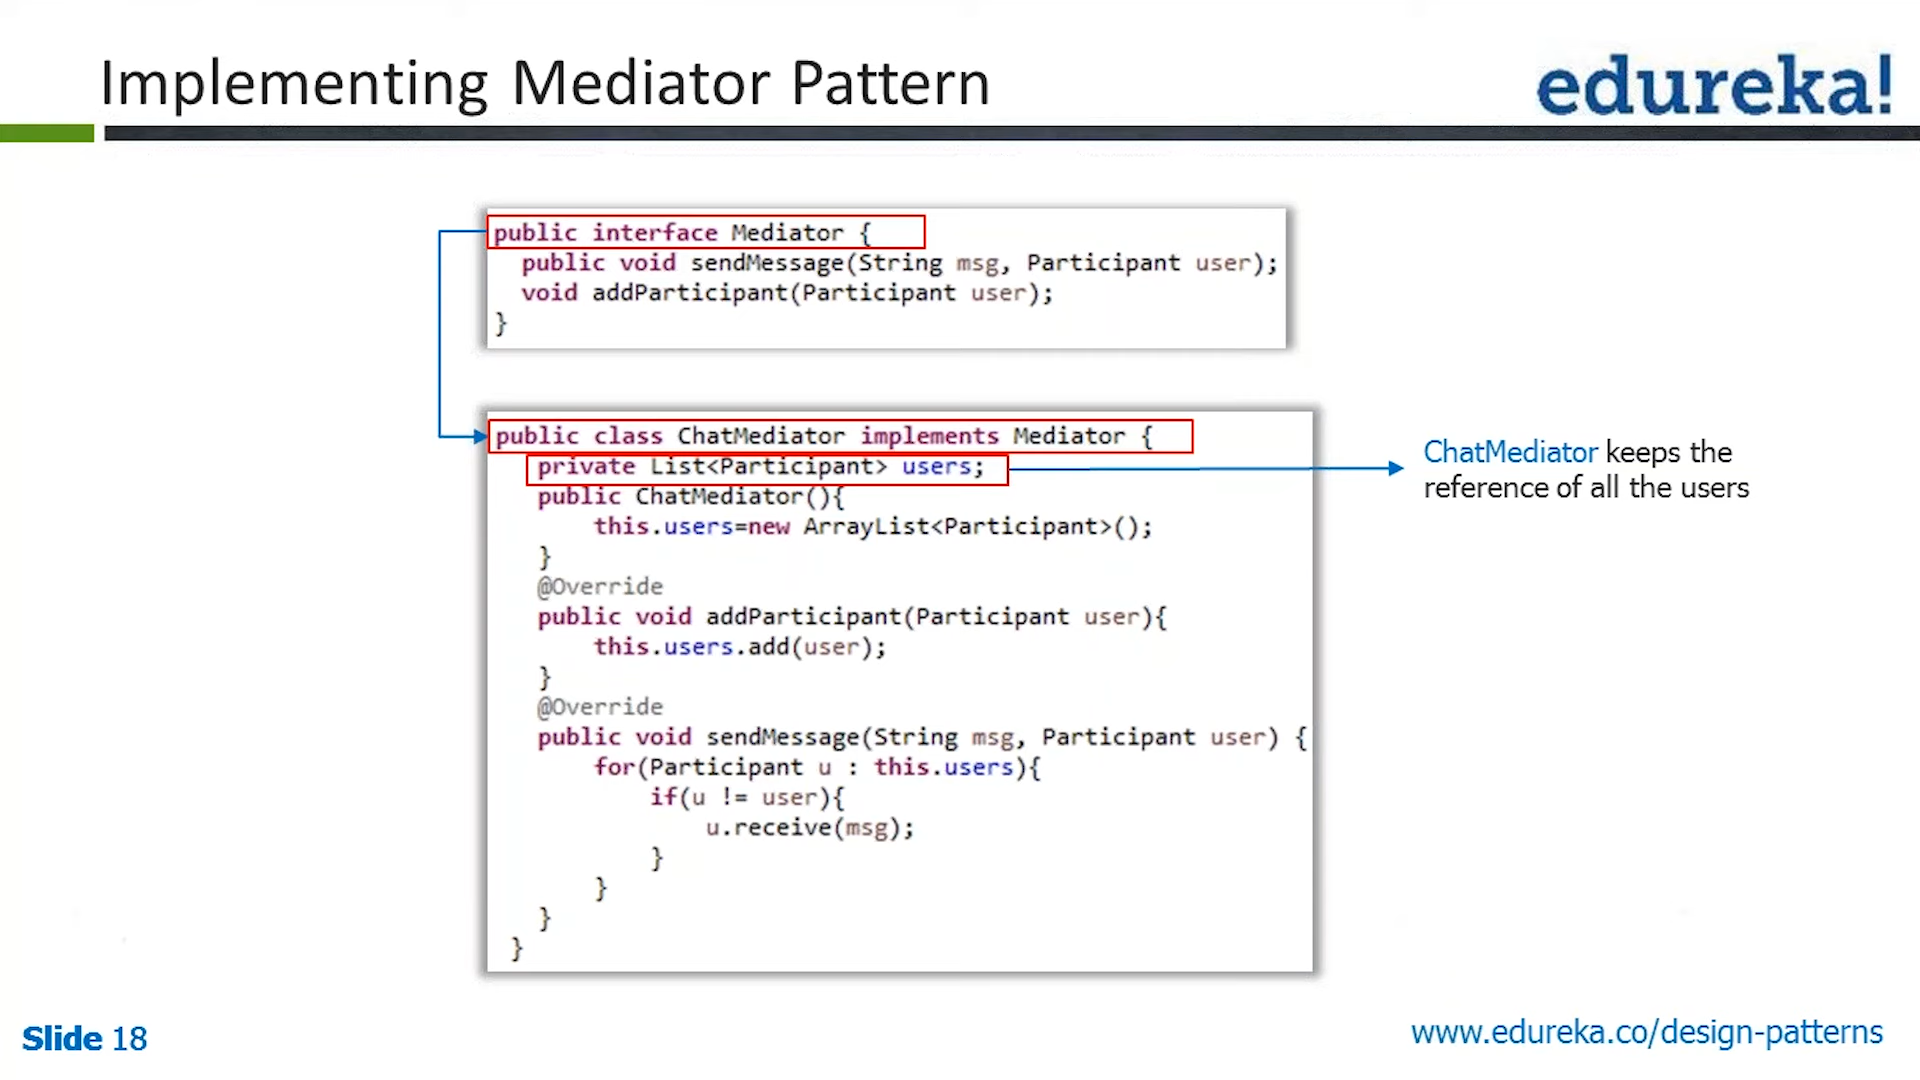 Implementing Mediator Pattern
edureka!
public interface Mediator {
public void sendMessage(String msg, Participant user);
void addParticipant(Participant user);
}
public class ChatMediator implements Mediator {
private List<Participant> users;
public ChatMediator(){
this.users=new ArrayList<Participant>();
}
@Override
public void addParticipant(Participant user){
this.users.add(user);
}
@Override
public void sendMessage(String msg, Participant user) {
for(Participant u : this.users){
if(u != user){
u.receive(msg);
}
}
}
}
ChatMediator keeps the
reference of all the users
Slide 18
www.edureka.co/design-patterns